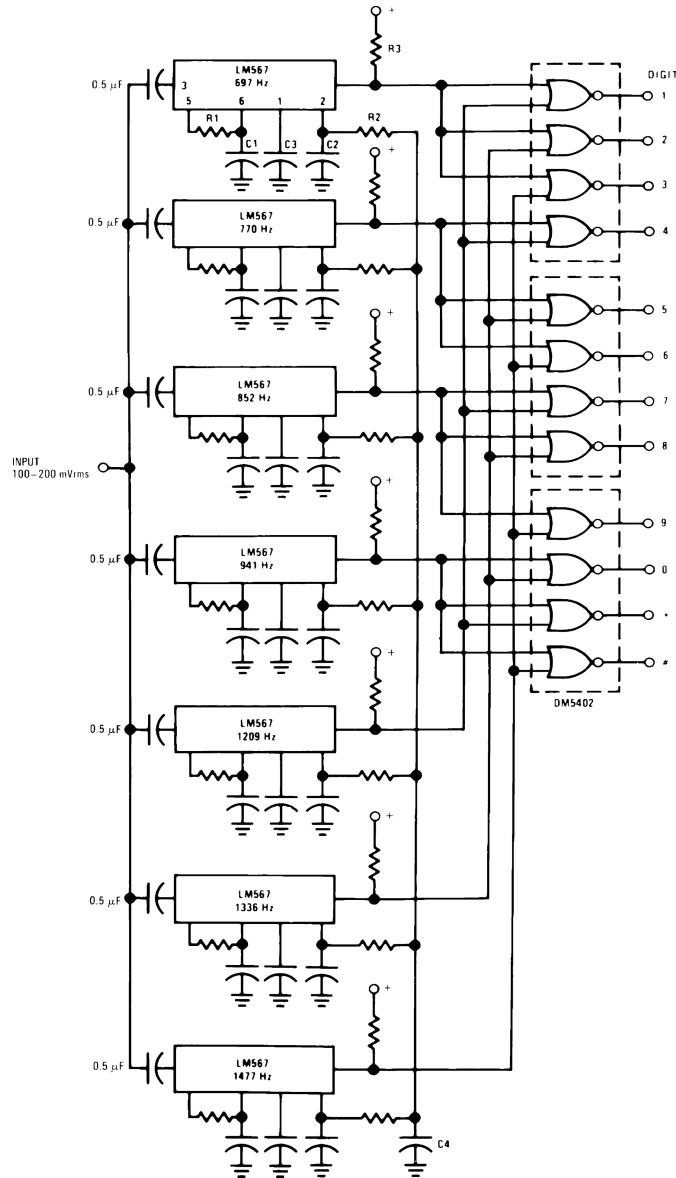 +
R3
DIGIT
LM567
697 Hz
0.5 μF
3
5
6
1
2
R1
R2
C1
C3
C2
1
2
3
4
+
LM567
770 Hz
0.5 μF
5
6
7
8
+
LM567
852 Hz
0.5 μF
INPUT
100–200 mVrms
9
0
*
#
DM5402
+
LM567
941 Hz
0.5 μF
+
LM567
1209 Hz
0.5 μF
+
LM567
1336 Hz
0.5 μF
+
LM567
1477 Hz
0.5 μF
C4